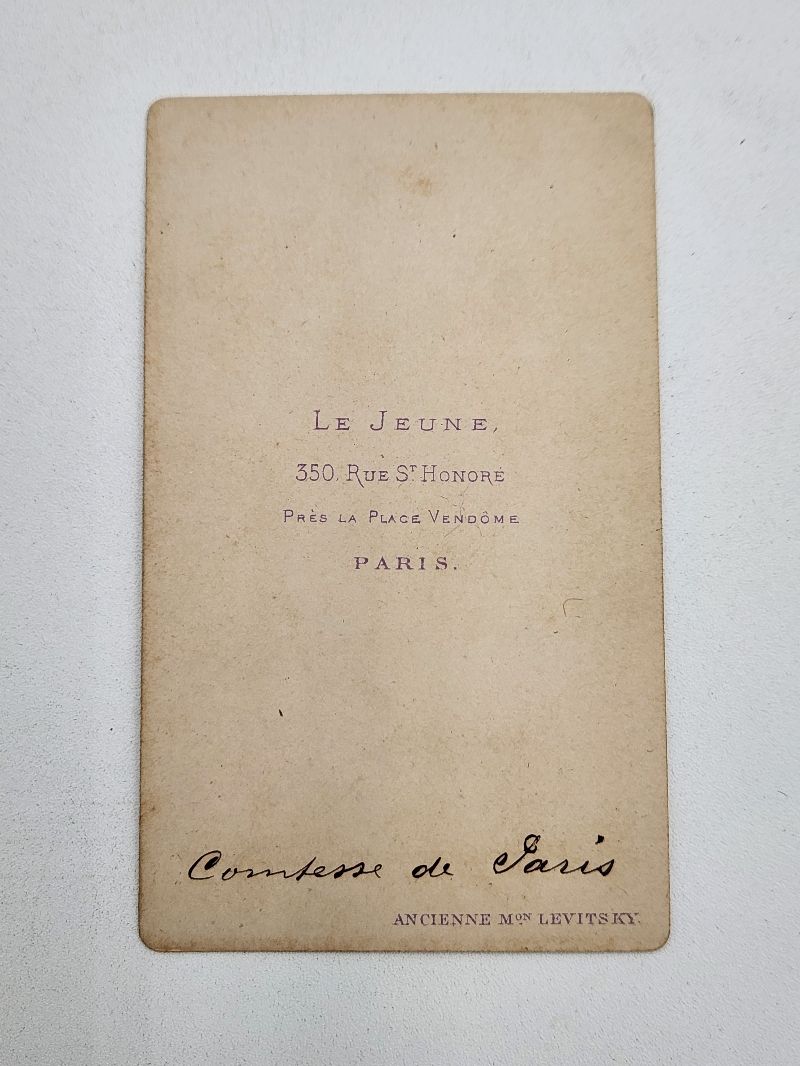 LE JEUNE,
350, RUE ST HONORÉ
PRÈS LA PLACE VENDÔME
PARIS.
Comtesse de Paris
ANCIENNE MON LEVITSKY.